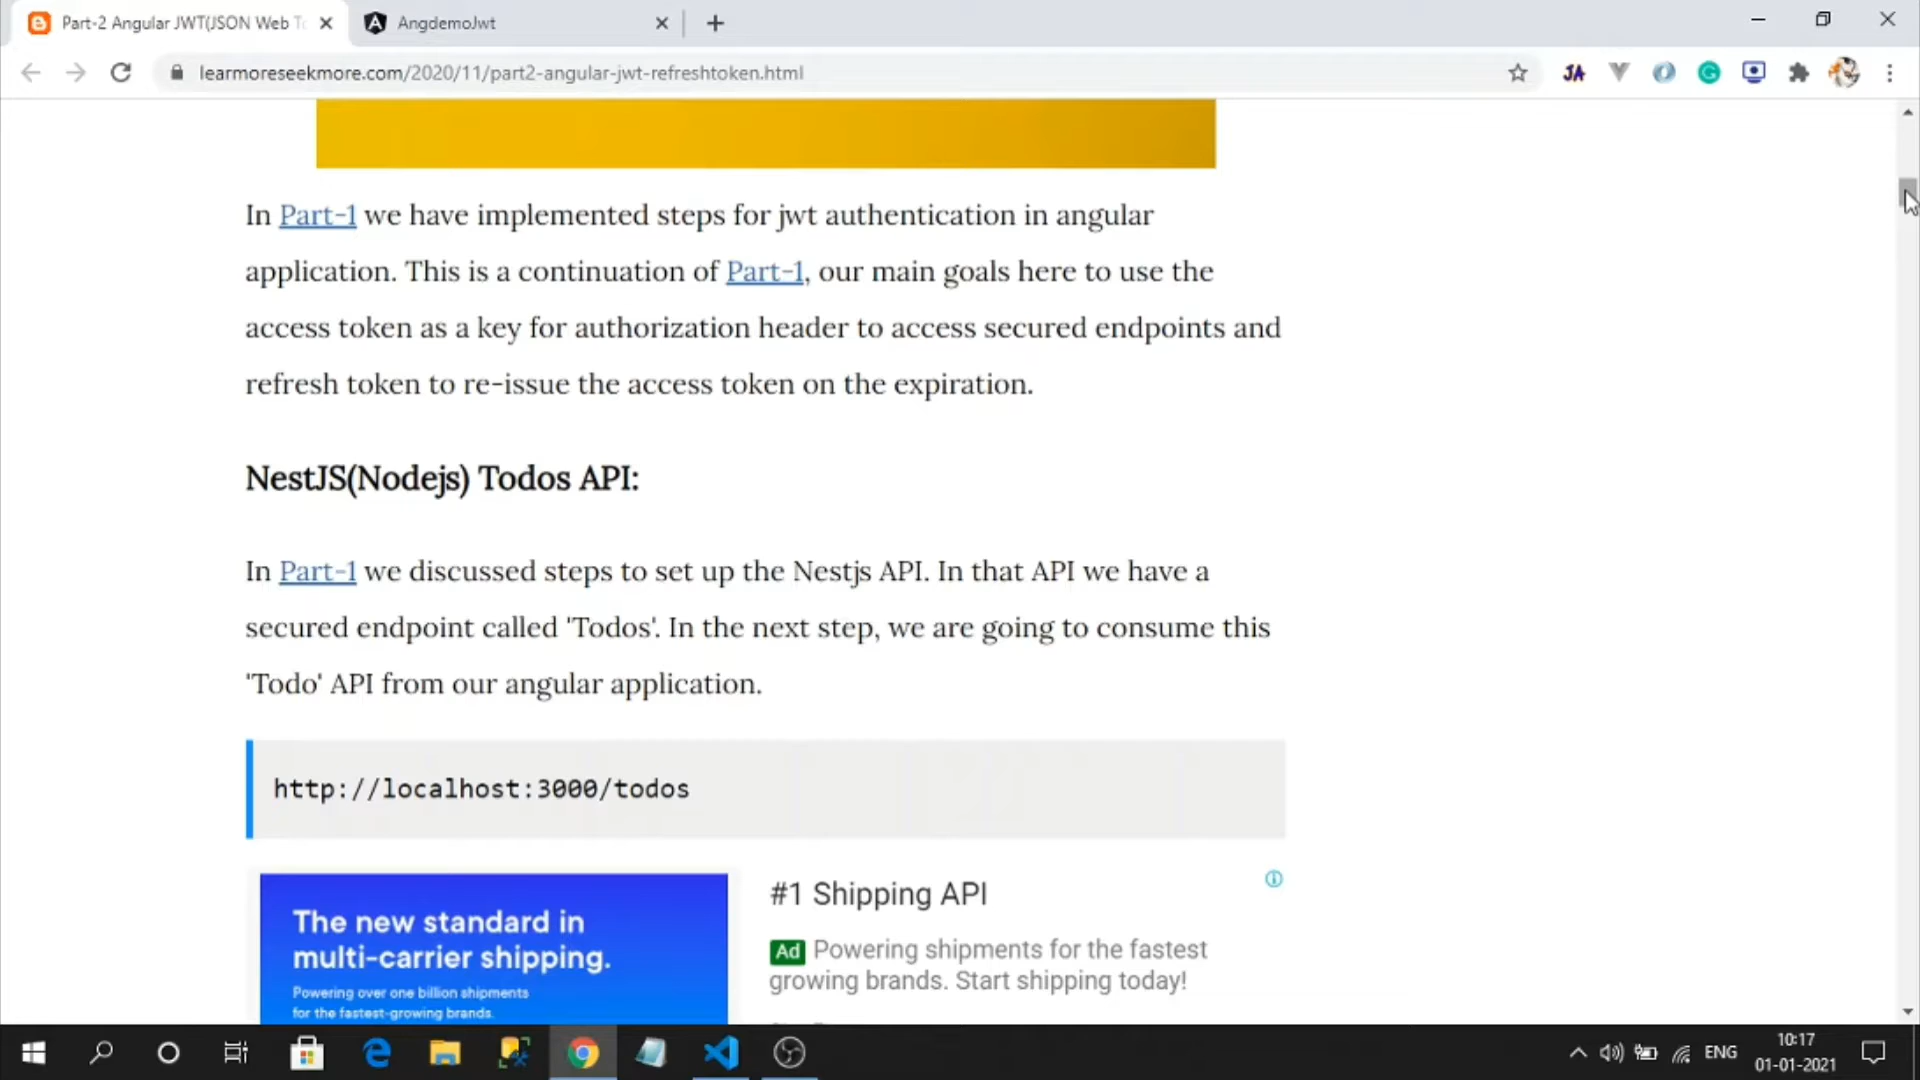 Part-2 Angular JWT(JSON Web To
AngdemoJwt
learmoreseekmore.com/2020/11/part2-angular-jwt-refreshtoken.html
JA
In Part-1 we have implemented steps for jwt authentication in angular
application. This is a continuation of Part-1, our main goals here to use the
access token as a key for authorization header to access secured endpoints and
refresh token to re-issue the access token on the expiration.
NestJS(Nodejs) Todos API:
In Part-1 we discussed steps to set up the Nestjs API. In that API we have a
secured endpoint called 'Todos'. In the next step, we are going to consume this
'Todo' API from our angular application.
http://localhost:3000/todos
The new standard in
multi-carrier shipping.
Powering over one billion shipments
for the fastest-growing brands.
#1 Shipping API
Ad Powering shipments for the fastest
growing brands. Start shipping today!
ENG
10:17
01-01-2021